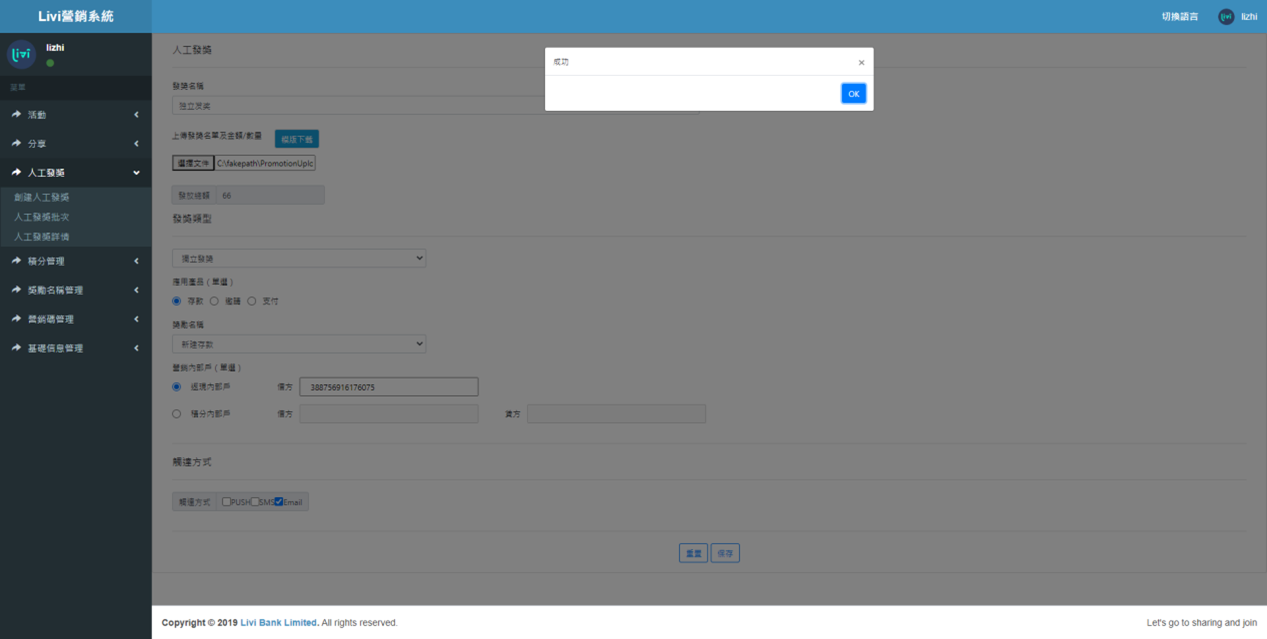 Livi營銷系統
切換語言
livi lizhi
livi lizhi
菜單
活動
分享
人工發獎
創建人工發獎
人工發獎批次
人工發獎詳情
積分管理
獎勵名稱管理
營銷碼管理
基礎信息管理
人工發獎
成功 ×
OK
發獎名稱
独立发奖
上傳發獎名單及金額/數量 模版下載
選擇文件 C:\fakepath\PromotionUplc
發放總額 66
發獎類型
獨立發獎
應用產品(單選)
存款 支付
獎勵名稱
新建存款
營銷內部戶(單選)
返現內部戶 借方 388756916176075
積分內部戶 借方 貸方
觸達方式
觸達方式 PUSH SMS Email
重置 保存
Copyright © 2019 Livi Bank Limited. All rights reserved.
Let's go to sharing and join